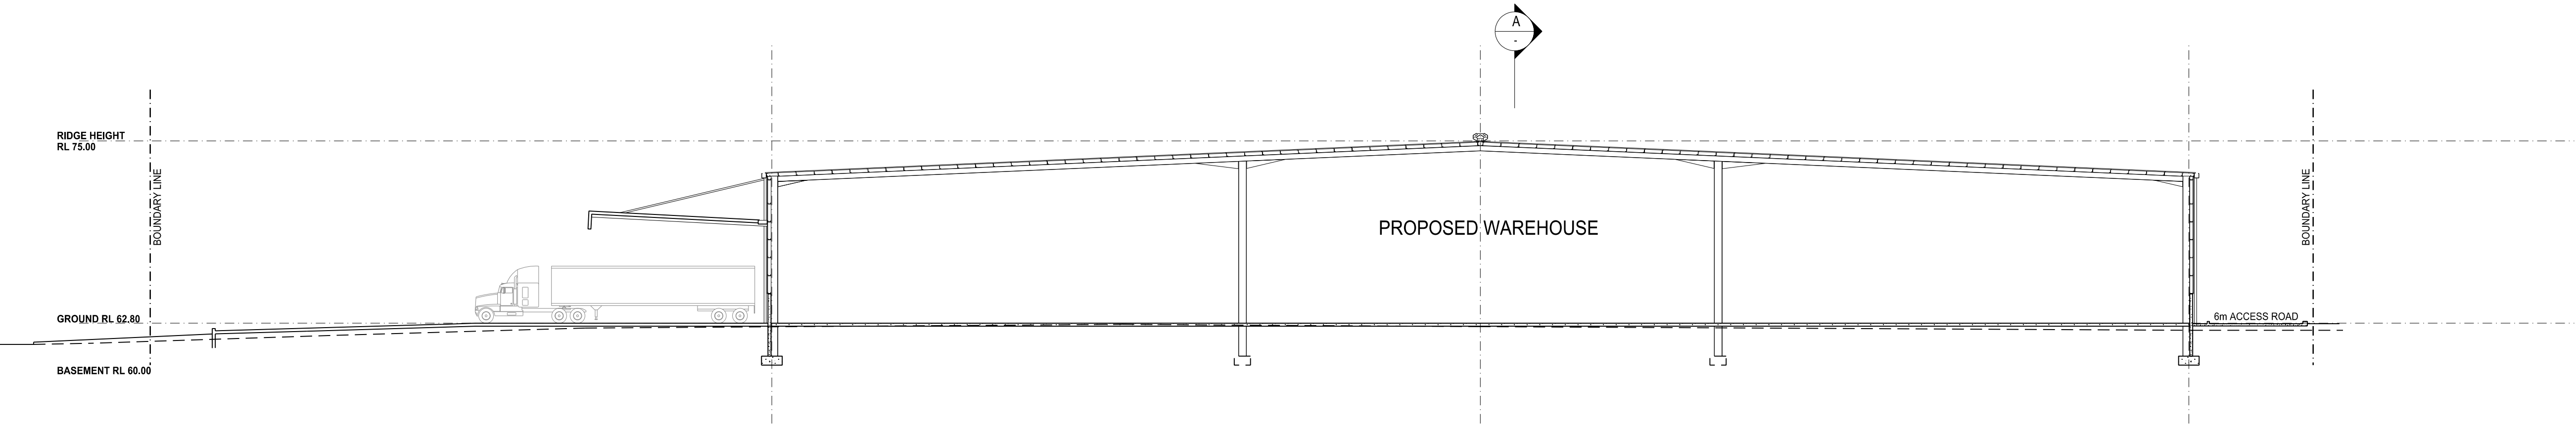 A
-
RIDGE HEIGHT
RL 75.00
BOUNDARY LINE
BOUNDARY LINE
PROPOSED WAREHOUSE
GROUND RL 62.80
6m ACCESS ROAD
BASEMENT RL 60.00